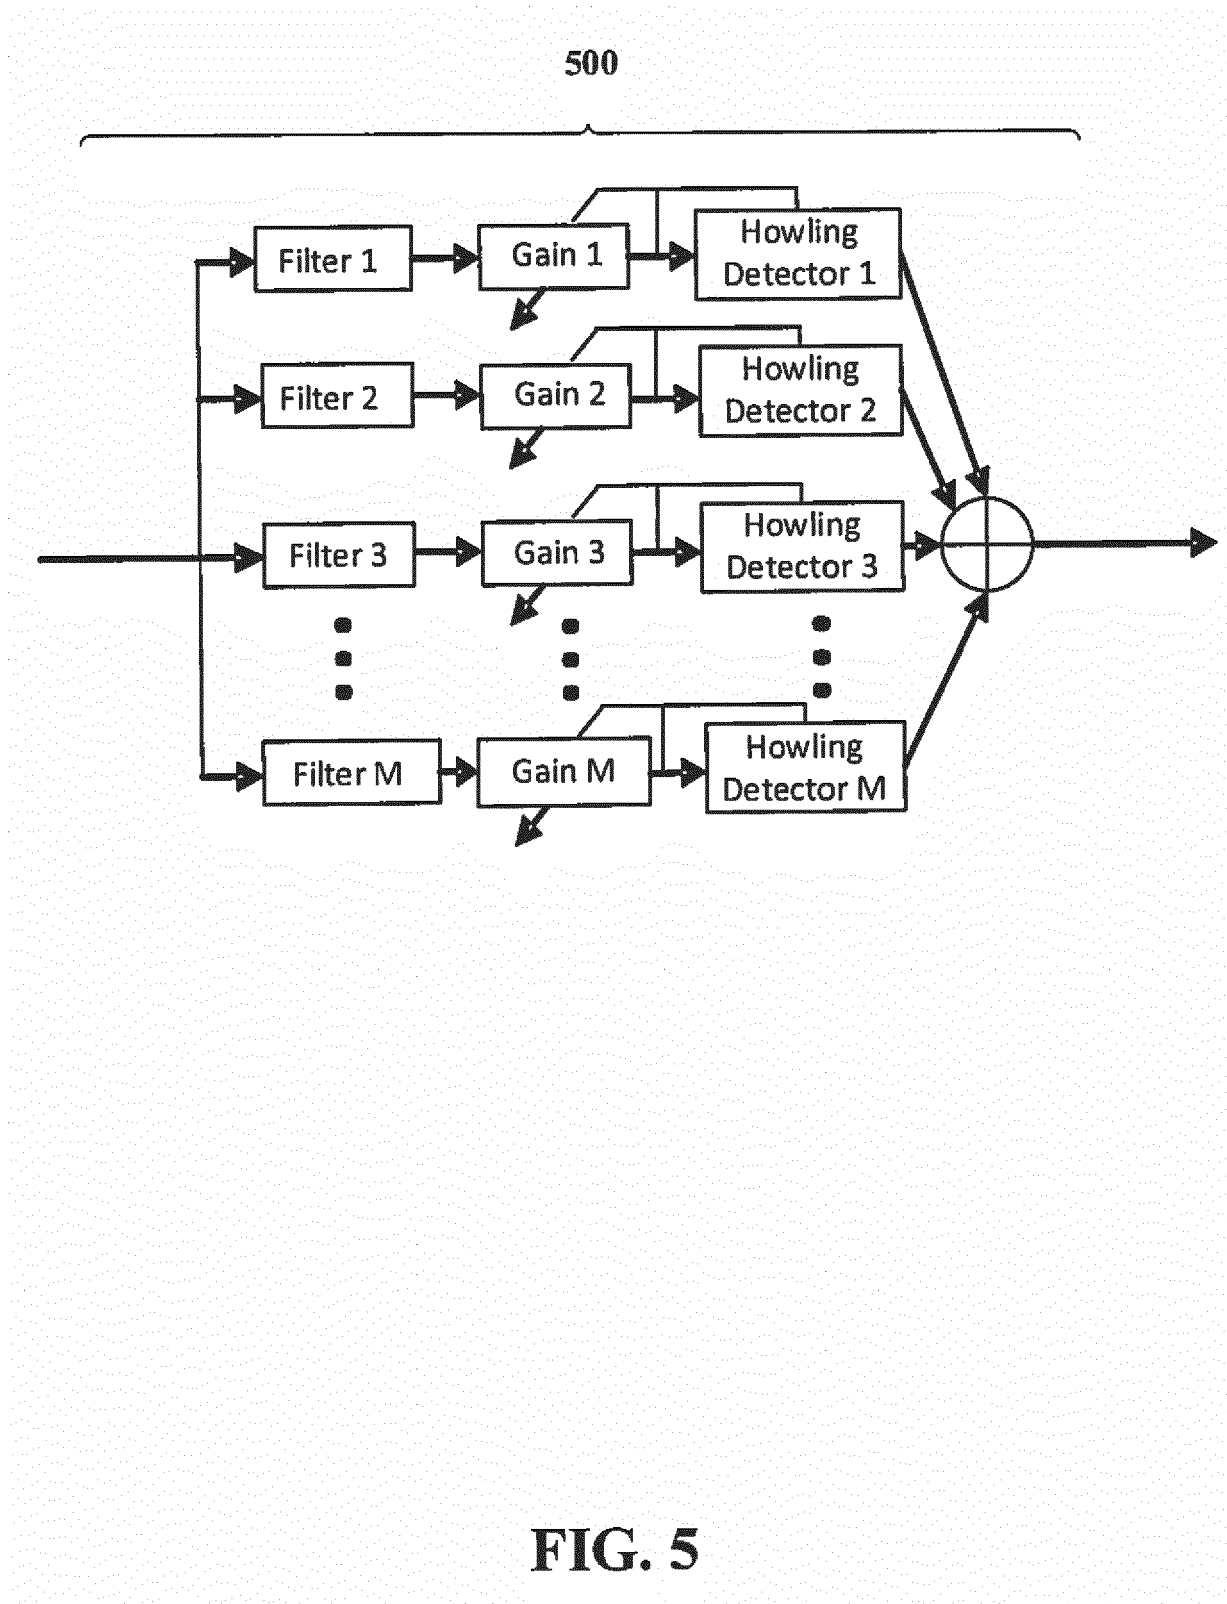 500
Filter 1
Gain 1
Howling
Detector 1
Filter 2
Gain 2
Howling
Detector 2
Filter 3
Gain 3
Howling
Detector 3
Filter M
Gain M
Howling
Detector M
FIG. 5